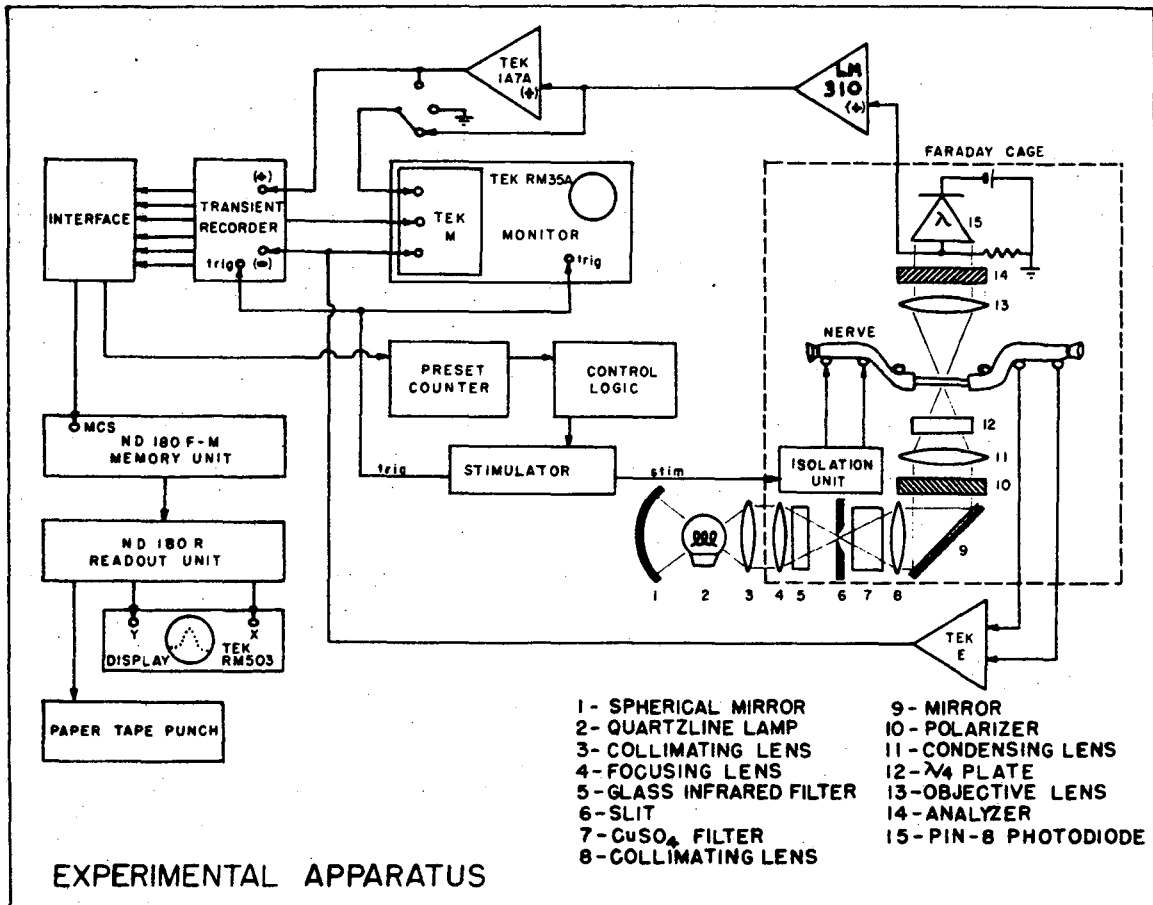 TEK
1A7A
(+)
LM
310
(+)
FARADAY CAGE
λ
15
14
13
NERVE
12
11
10
9
INTERFACE
(+)
TRANSIENT
RECORDER
trig (-)
TEK RM35A
TEK
M
MONITOR
trig
PRESET
COUNTER
CONTROL
LOGIC
MCS
ND 180 F-M
MEMORY UNIT
trig
STIMULATOR
stim
ISOLATION
UNIT
1 2 3 4 5 6 7 8
ND 180 R
READOUT UNIT
Y X
DISPLAY TEK
RM503
TEK
E
PAPER TAPE PUNCH
1 - SPHERICAL MIRROR
2 - QUARTZLINE LAMP
3 - COLLIMATING LENS
4 - FOCUSING LENS
5 - GLASS INFRARED FILTER
6 - SLIT
7 - CuSO₄ FILTER
8 - COLLIMATING LENS
9 - MIRROR
10 - POLARIZER
11 - CONDENSING LENS
12 - λ/4 PLATE
13 - OBJECTIVE LENS
14 - ANALYZER
15 - PIN-8 PHOTODIODE
EXPERIMENTAL APPARATUS